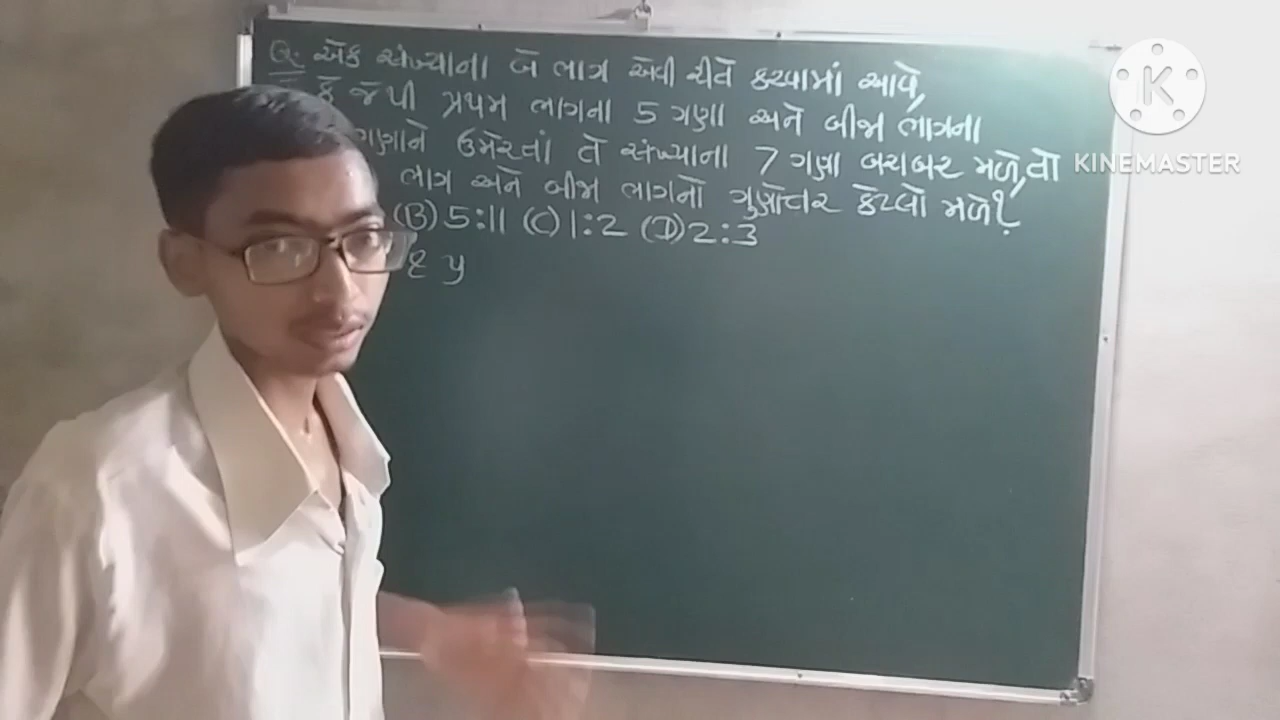 Q. એક સંખ્યાના બે ભાગ એવી રીતે કરવામાં આવે,
કે જેથી પ્રથમ ભાગના 5 ગણા અને બીજા ભાગના
ગણાને ઉમેરતાં તે સંખ્યાના 7 ગણા બરાબર મળે, તો
ભાગ અને બીજા ભાગનો ગુણોત્તર કેટલો મળે?
(B) 5:11 (C) 1:2 (D) 2:3
& y
K
KINEMASTER